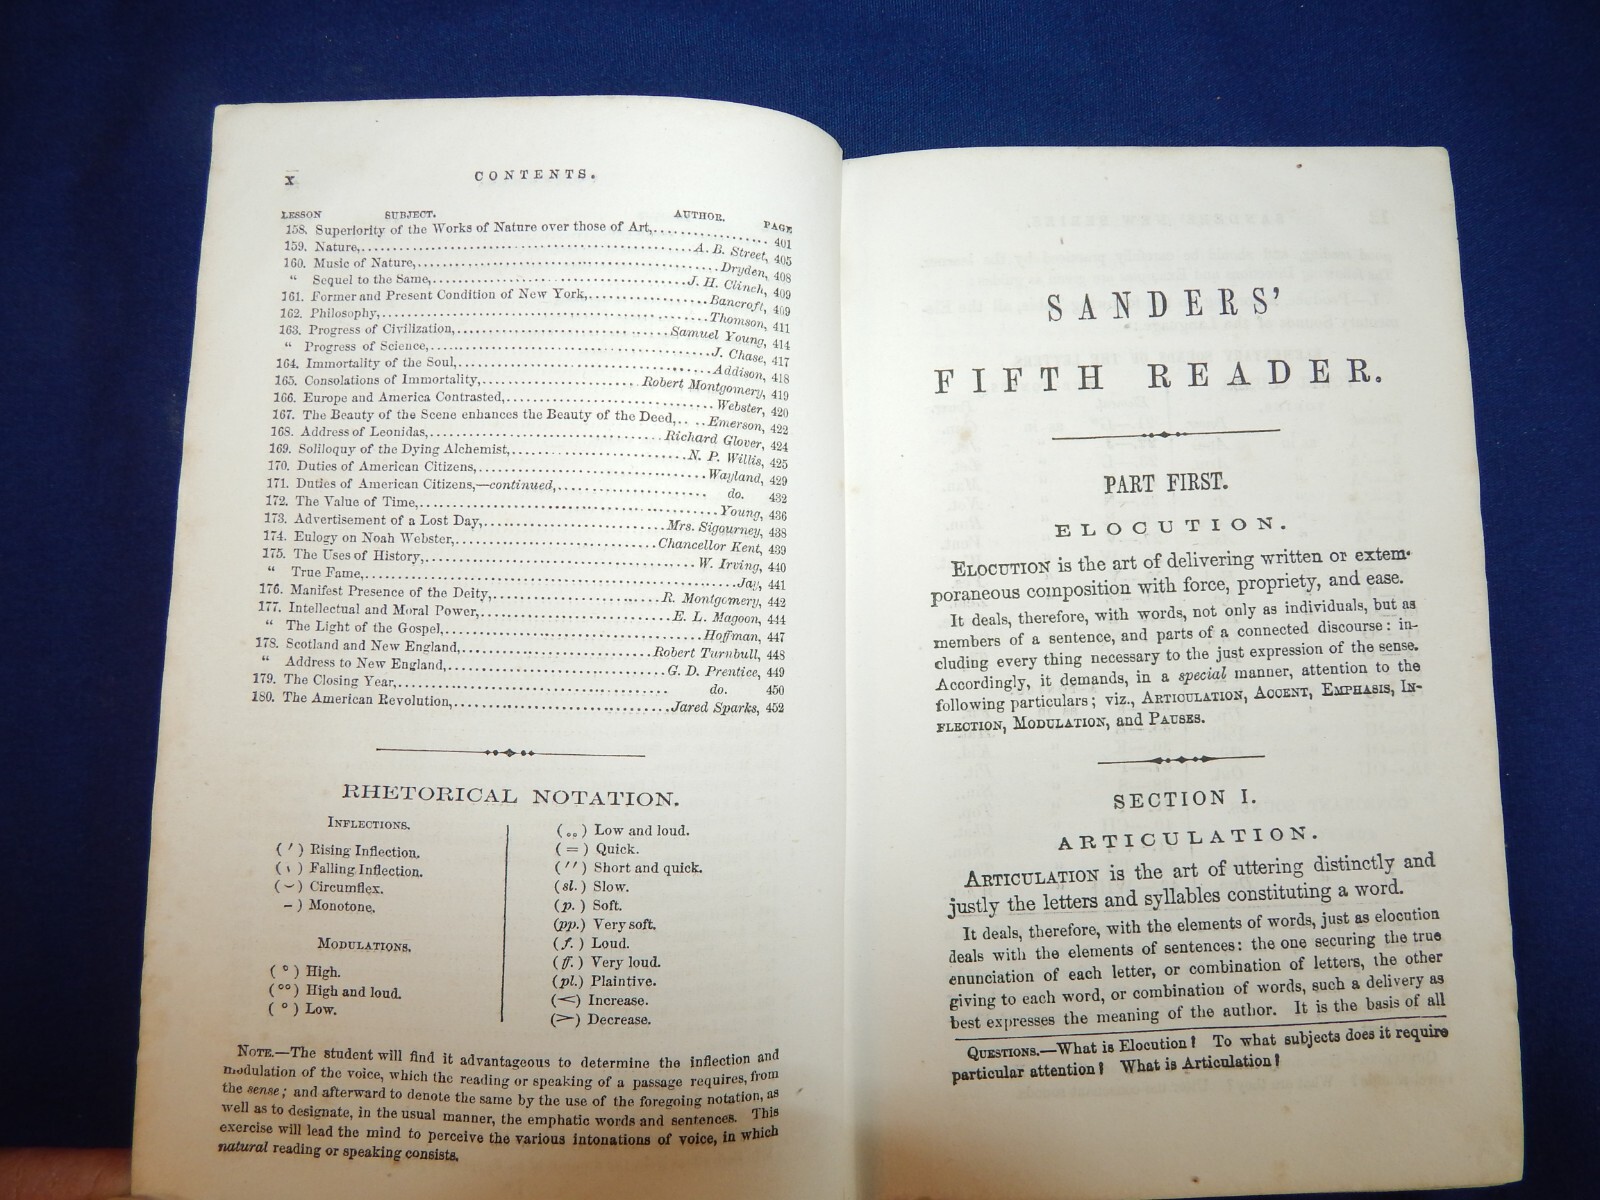 x CONTENTS.
LESSON SUBJECT. AUTHOR. PAGE
158. Superiority of the Works of Nature over those of Art,.................. 401
159. Nature,..................................................A. B. Street, 405
160. Music of Nature,..............................................Dryden, 408
“ Sequel to the Same,.......................................J. H. Clinch, 409
161. Former and Present Condition of New York,..................Bancroft, 409
162. Philosophy,..................................................Thomson, 411
163. Progress of Civilization,...............................Samuel Young, 414
“ Progress of Science,..........................................J. Chase, 417
164. Immortality of the Soul,.....................................Addison, 418
165. Consolations of Immortality,......................Robert Montgomery, 419
166. Europe and America Contrasted,...............................Webster, 420
167. The Beauty of the Scene enhances the Beauty of the Deed,.. ..Emerson, 422
168. Address of Leonidas,..................................Richard Glover, 424
169. Soliloquy of the Dying Alchemist,.........................N. P. Willis, 425
170. Duties of American Citizens,..................................Wayland, 429
171. Duties of American Citizens,—continued,....................... do. 432
172. The Value of Time,.............................................Young, 436
173. Advertisement of a Lost Day,...........................Mrs. Sigourney, 438
174. Eulogy on Noah Webster,..............................Chancellor Kent, 439
175. The Uses of History,........................................W. Irving, 440
“ True Fame,.........................................................Jay, 441
176. Manifest Presence of the Deity,..........................R. Montgomery, 442
177. Intellectual and Moral Power,..............................E. L. Magoon, 444
“ The Light of the Gospel,........................................Hoffman, 447
178. Scotland and New England,..............................Robert Turnbull, 448
“ Address to New England,...................................G. D. Prentice, 449
179. The Closing Year,............................................. do. 450
180. The American Revolution,..................................Jared Sparks, 452
RHETORICAL NOTATION.
INFLECTIONS.
( ′ ) Rising Inflection.
( ‵ ) Falling Inflection.
( ⏑ ) Circumflex.
– ) Monotone.
MODULATIONS.
( ° ) High.
( °° ) High and loud.
( ₒ ) Low.
( ₒₒ ) Low and loud.
( = ) Quick.
( ′′ ) Short and quick.
(sl.) Slow.
(p. ) Soft.
(pp.) Very soft.
(f. ) Loud.
(ff. ) Very loud.
(pl.) Plaintive.
(<) Increase.
(>) Decrease.
NOTE.—The student will find it advantageous to determine the inflection and
modulation of the voice, which the reading or speaking of a passage requires, from
the sense; and afterward to denote the same by the use of the foregoing notation, as
well as to designate, in the usual manner, the emphatic words and sentences. This
exercise will lead the mind to perceive the various intonations of voice, in which
natural reading or speaking consists.
SANDERS’
FIFTH READER.
PART FIRST.
ELOCUTION.
ELOCUTION is the art of delivering written or extem-
poraneous composition with force, propriety, and ease.
It deals, therefore, with words, not only as individuals, but as
members of a sentence, and parts of a connected discourse: in-
cluding every thing necessary to the just expression of the sense.
Accordingly, it demands, in a special manner, attention to the
following particulars; viz., ARTICULATION, ACCENT, EMPHASIS, IN-
FLECTION, MODULATION, and PAUSES.
SECTION I.
ARTICULATION.
ARTICULATION is the art of uttering distinctly and
justly the letters and syllables constituting a word.
It deals, therefore, with the elements of words, just as elocution
deals with the elements of sentences: the one securing the true
enunciation of each letter, or combination of letters, the other
giving to each word, or combination of words, such a delivery as
best expresses the meaning of the author. It is the basis of all
QUESTIONS.—What is Elocution? To what subjects does it require
particular attention? What is Articulation?